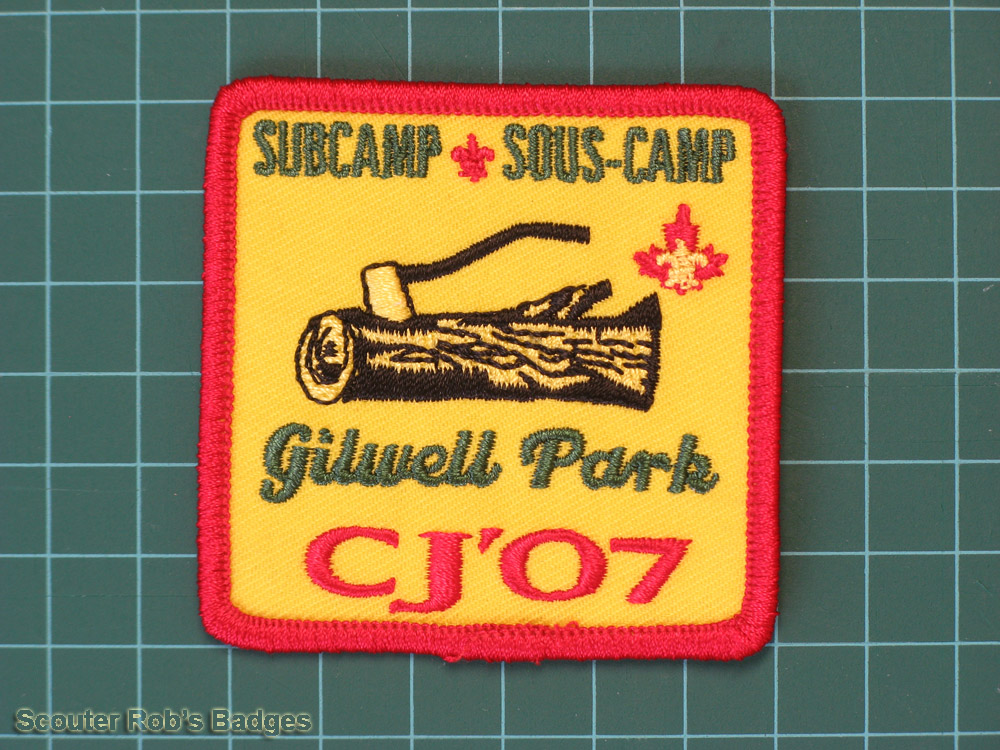 SUBCAMP SOUS-CAMP
Gilwell Park
CJ'07
Scouter Rob's Badges